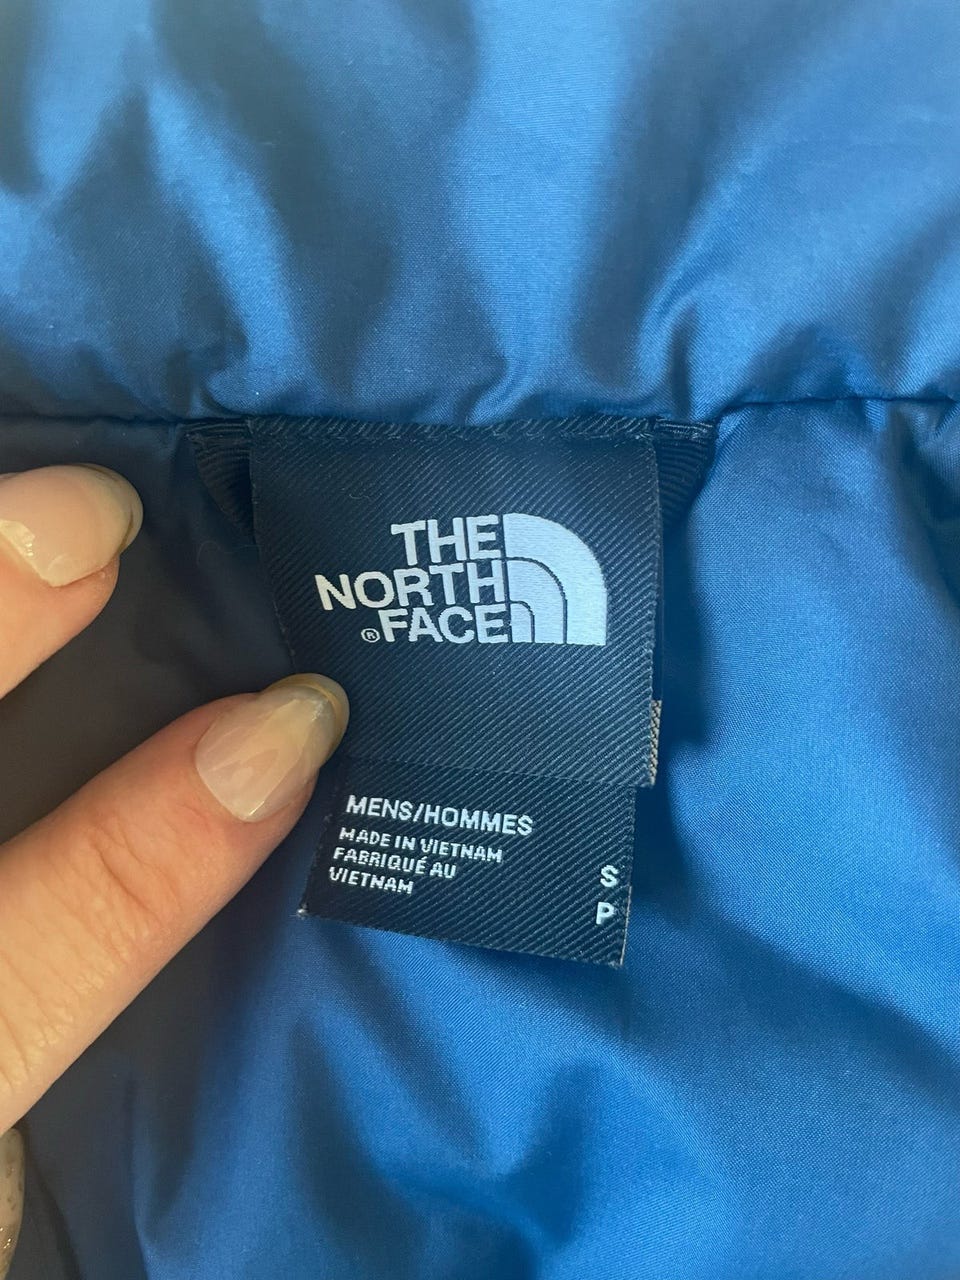 THE
NORTH
® FACE
MENS/HOMMES
MADE IN VIETNAM
FABRIQUÉ AU
VIETNAM
S
P